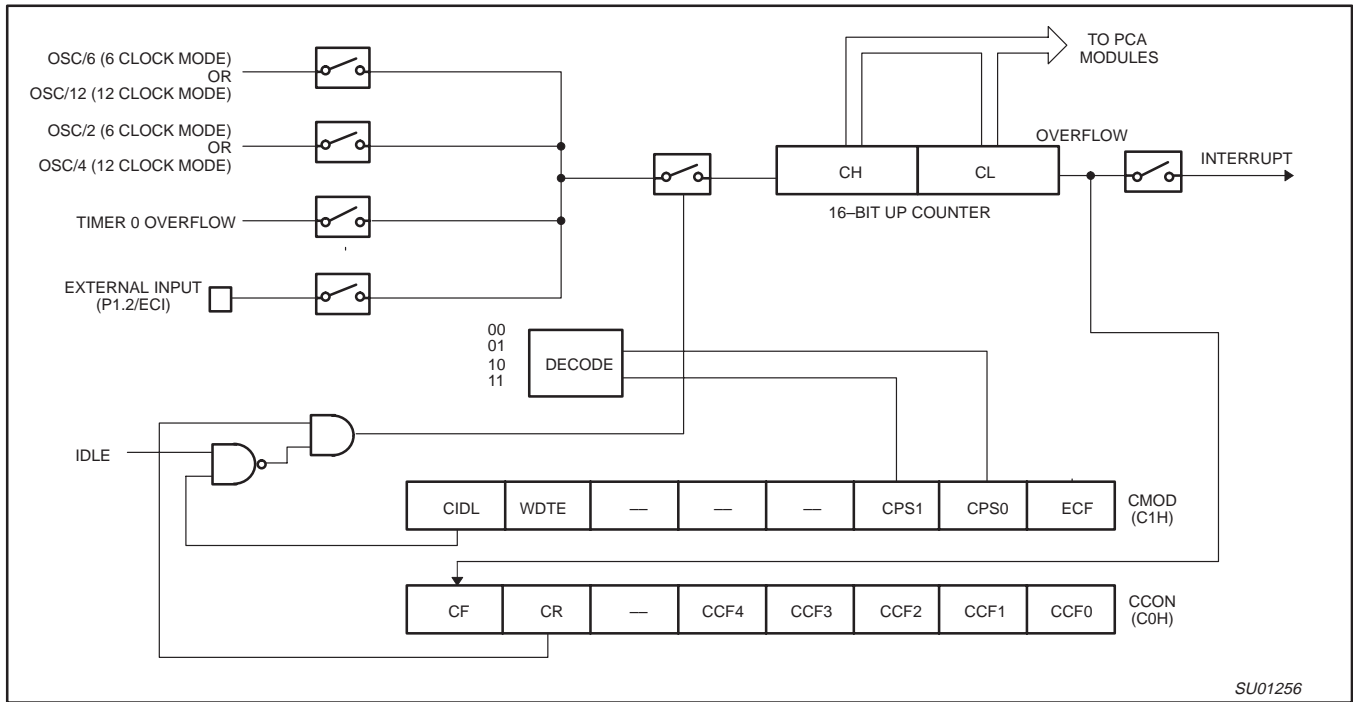 OSC/6 (6 CLOCK MODE)
OR
OSC/12 (12 CLOCK MODE)
OSC/2 (6 CLOCK MODE)
OR
OSC/4 (12 CLOCK MODE)
TIMER 0 OVERFLOW
EXTERNAL INPUT
(P1.2/ECI)
TO PCA
MODULES
OVERFLOW
INTERRUPT
CH
CL
16–BIT UP COUNTER
00
01
10
11
DECODE
IDLE
CIDL
WDTE
––
––
––
CPS1
CPS0
ECF
CMOD
(C1H)
CF
CR
––
CCF4
CCF3
CCF2
CCF1
CCF0
CCON
(C0H)
SU01256